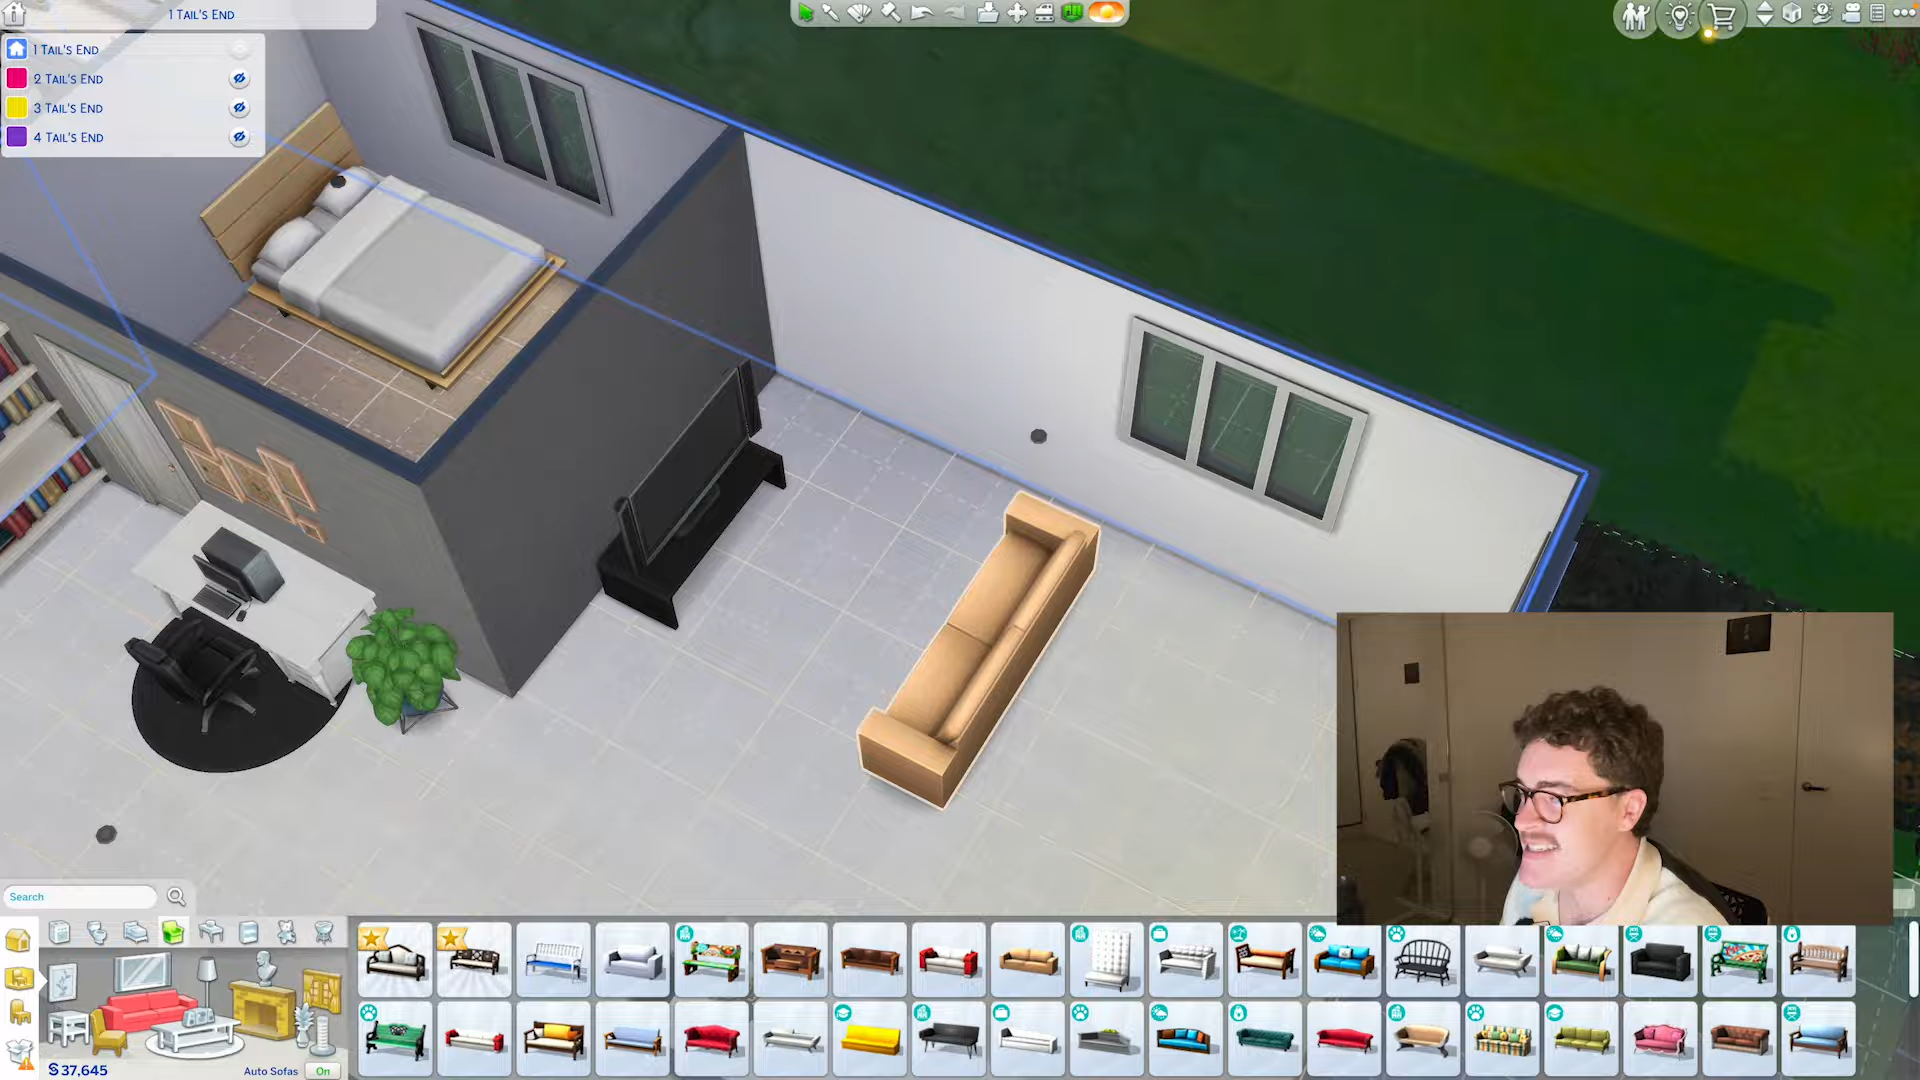 1 TAIL'S END
1 TAIL'S END
2 TAIL'S END
3 TAIL'S END
4 TAIL'S END
Search
§37,645
Auto Sofas
On